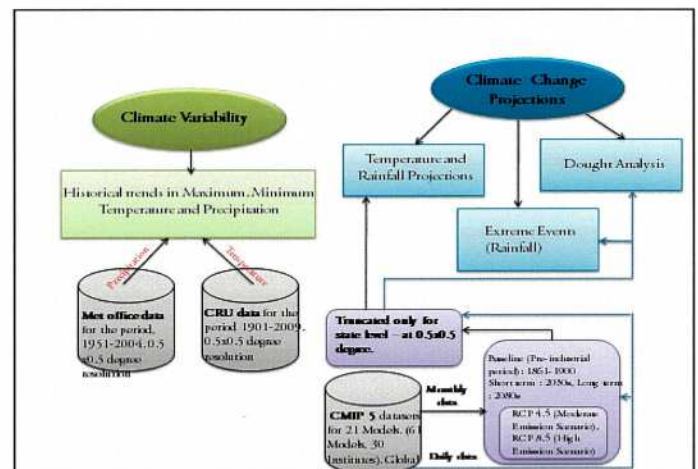 Climate Variability
Historical trends in Maximum, Minimum
Temperature and Precipitation
Precipitation
Temperature
Met office data
for the period,
1951-2004, 0.5
x0.5 degree
resolution
CRU data for the
period 1901-2009,
0.5x0.5 degree
resolution
Climate Change
Projections
Temperature and
Rainfall Projections
Dought Analysis
Extreme Events
(Rainfall)
Truncated only for
state level – at 0.5x0.5
degree.
Baseline (Pre-industrial
period) : 1861-1900
Short term : 2030s, Long term
: 2080s
RCP 4.5 (Moderate
Emission Scenario),
RCP 8.5 (High
Emission Scenario)
Monthly
data
Daily data
CMIP 5 datasets
for 21 Models, (61
Models, 30
Institutes), Global